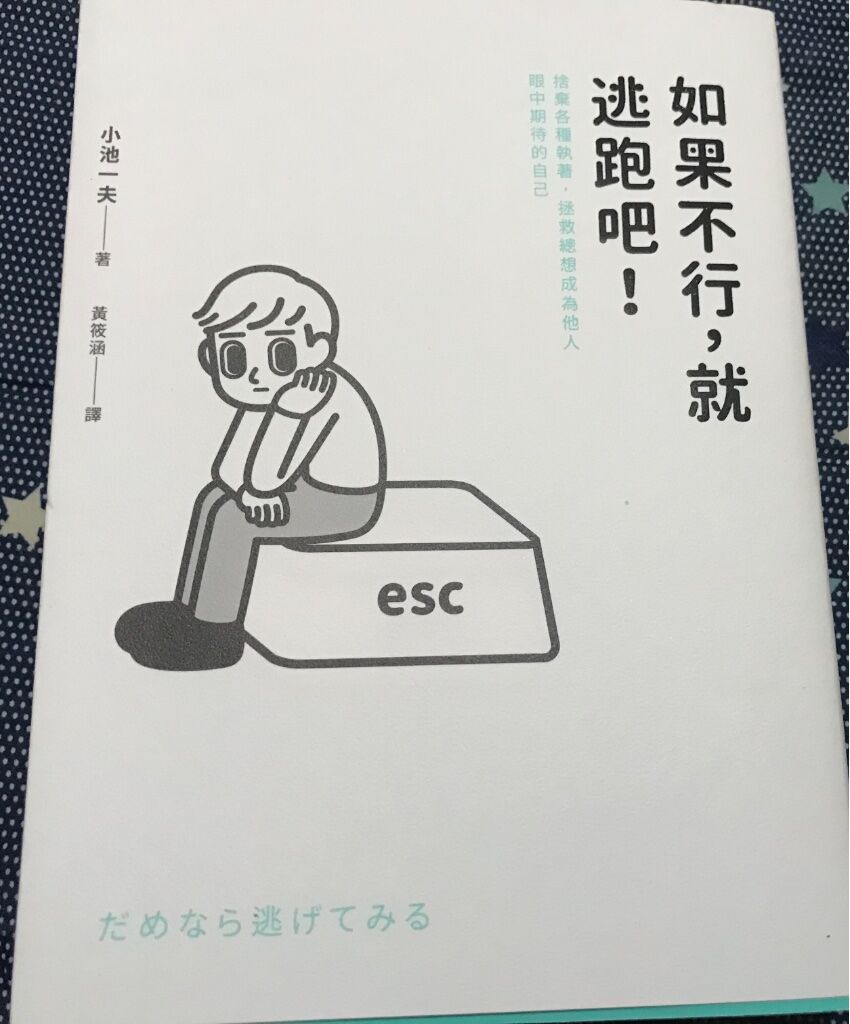 如果不行,就
逃跑吧!
捨棄各種執著,拯救總想成為他人
眼中期待的自己
小池一夫——著
黃筱涵——譯
esc
だめなら逃げてみる